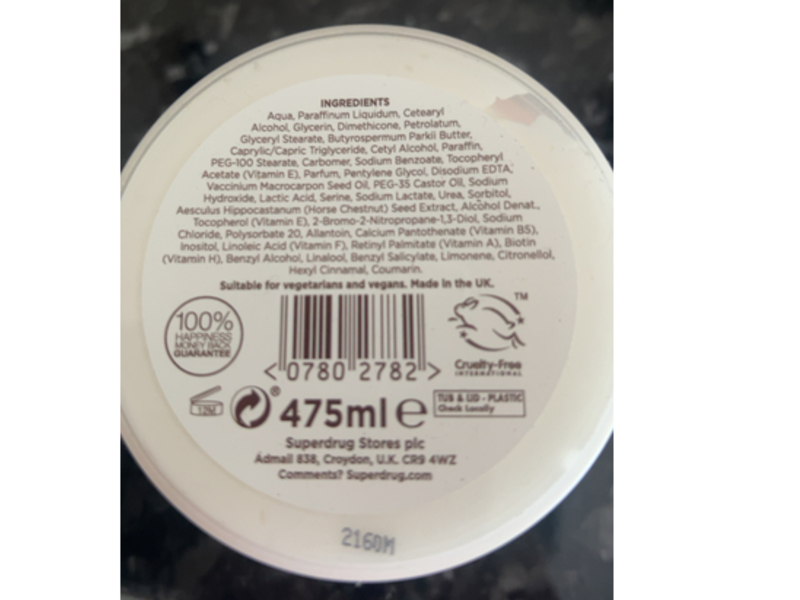 INGREDIENTS
Aqua, Paraffinum Liquidum, Cetearyl
Alcohol, Glycerin, Dimethicone, Petrolatum,
Glyceryl Stearate, Butyrospermum Parkii Butter,
Caprylic/Capric Triglyceride, Cetyl Alcohol, Paraffin,
PEG-100 Stearate, Carbomer, Sodium Benzoate, Tocopheryl
Acetate (Vitamin E), Parfum, Pentylene Glycol, Disodium EDTA,
Vaccinium Macrocarpon Seed Oil, PEG-35 Castor Oil, Sodium
Hydroxide, Lactic Acid, Serine, Sodium Lactate, Urea, Sorbitol,
Aesculus Hippocastanum (Horse Chestnut) Seed Extract, Alcohol Denat.,
Tocopherol (Vitamin E), 2-Bromo-2-Nitropropane-1,3-Diol, Sodium
Chloride, Polysorbate 20, Allantoin, Calcium Pantothenate (Vitamin B5),
Inositol, Linoleic Acid (Vitamin F), Retinyl Palmitate (Vitamin A), Biotin
(Vitamin H), Benzyl Alcohol, Linalool, Benzyl Salicylate, Limonene, Citronellol,
Hexyl Cinnamal, Coumarin.
Suitable for vegetarians and vegans. Made in the UK.
100%
HAPPINESS
MONEY BACK
GUARANTEE
<0780 2782>
TM
Cruelty-Free
INTERNATIONAL
12M
®
475ml e
TUB & LID - PLASTIC
Check Locally
Superdrug Stores plc
Admail 838, Croydon, U.K. CR9 4WZ
Comments? Superdrug.com
2160M